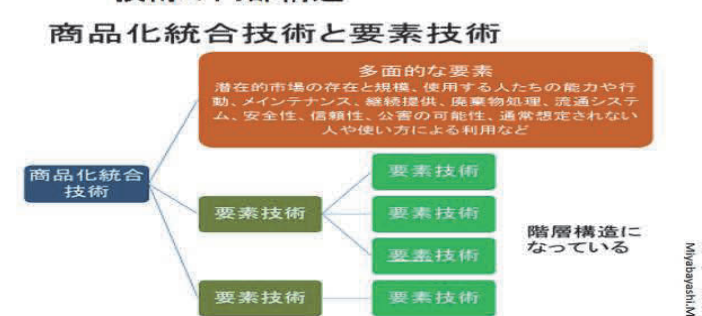 商品化統合技術と要素技術
多面的な要素
潜在的市場の存在と規模、使用する人たちの能力や行
動、メインテナンス、継続提供、廃棄物処理、流通システ
ム、安全性、信頼性、公害の可能性、通常想定されない
人や使い方による利用など
商品化統合
技術
要素技術
要素技術
要素技術
要素技術
階層構造に
なっている
要素技術
要素技術
Miyabayashi.M